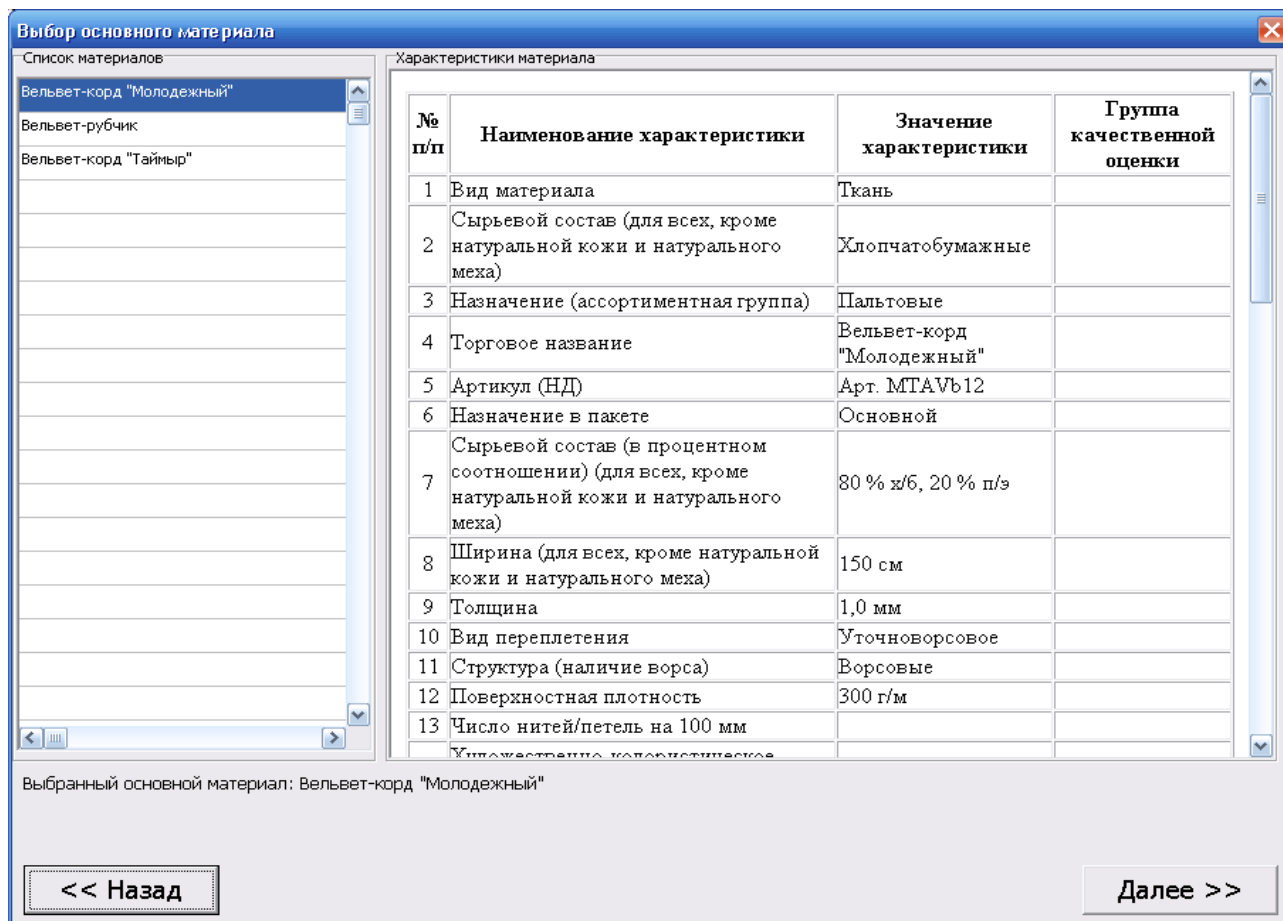 Выбор основного материала
Список материалов
Вельвет-корд "Молодежный"
Вельвет-рубчик
Вельвет-корд "Таймыр"
Характеристики материала
№ п/п
Наименование характеристики
Значение характеристики
Группа качественной оценки
1 Вид материала Ткань
2 Сырьевой состав (для всех, кроме
натуральной кожи и натурального
меха)
Хлопчатобумажные
3 Назначение (ассортиментная группа) Пальтовые
4 Торговое название
Вельвет-корд
"Молодежный"
5 Артикул (НД) Арт. МТАVb12
6 Назначение в пакете Основной
7 Сырьевой состав (в процентном
соотношении) (для всех, кроме
натуральной кожи и натурального
меха)
80 % х/б, 20 % п/э
8 Ширина (для всех, кроме натуральной
кожи и натурального меха)
150 см
9 Толщина 1,0 мм
10 Вид переплетения Уточноворсовое
11 Структура (наличие ворса) Ворсовые
12 Поверхностная плотность 300 г/м
13 Число нитей/петель на 100 мм
Художественно-колористическое
Выбранный основной материал: Вельвет-корд "Молодежный"
<< Назад
Далее >>